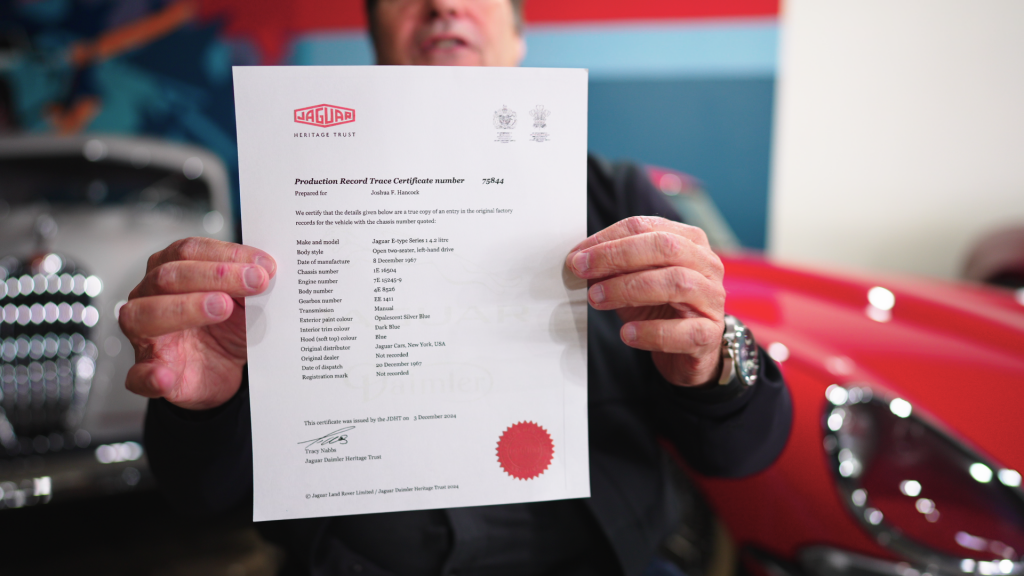 JAGUAR
HERITAGE TRUST
Production Record Trace Certificate number 75844
Prepared for Joshua F. Hancock
We certify that the details given below are a true copy of an entry in the original factory
records for the vehicle with the chassis number quoted:
Make and model Jaguar E-type Series 1 4.2 litre
Body style Open two-seater, left-hand drive
Date of manufacture 8 December 1967
Chassis number 1E 16504
Engine number 7E 15245-9
Body number 4E 8526
Gearbox number EE 1411
Transmission Manual
Exterior paint colour Opalescent Silver Blue
Interior trim colour Dark Blue
Hood (soft top) colour Blue
Original distributor Jaguar Cars, New York, USA
Original dealer Not recorded
Date of dispatch 20 December 1967
Registration mark Not recorded
This certificate was issued by the JDHT on 3 December 2024
Tracy Nabbs
Jaguar Daimler Heritage Trust
© Jaguar Land Rover Limited / Jaguar Daimler Heritage Trust 2024